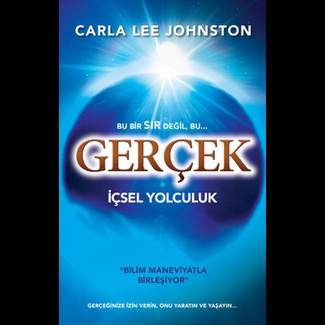 CARLA LEE JOHNSTON
BU BİR SIR DEĞİL, BU...
GERÇEK
İÇSEL YOLCULUK
"BİLİM MANEVİYATLA
BİRLEŞİYOR"
GERÇEĞİNİZE İZİN VERİN, ONU YARATIN VE YAŞAYIN...